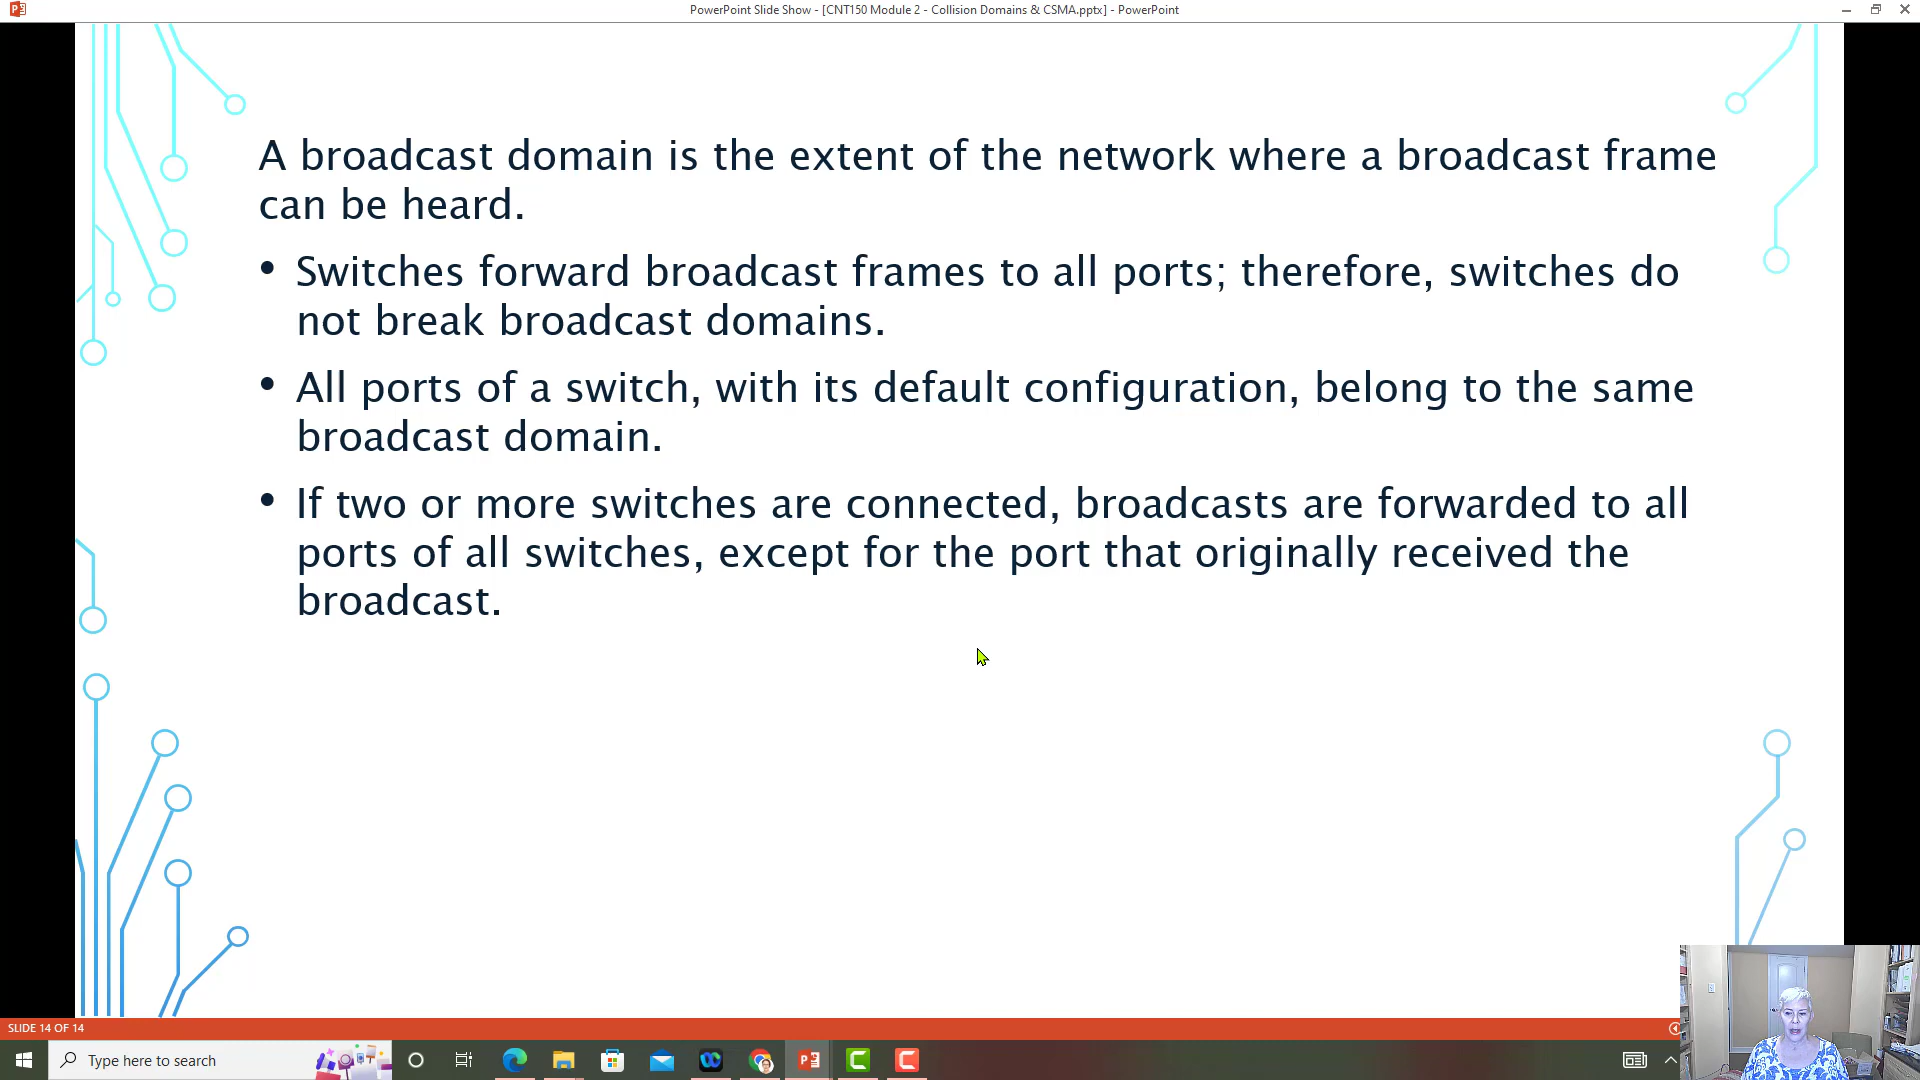 PowerPoint Slide Show - [CNT150 Module 2 - Collision Domains & CSMA.pptx] - PowerPoint
A broadcast domain is the extent of the network where a broadcast frame
can be heard.
• Switches forward broadcast frames to all ports; therefore, switches do
not break broadcast domains.
• All ports of a switch, with its default configuration, belong to the same
broadcast domain.
• If two or more switches are connected, broadcasts are forwarded to all
ports of all switches, except for the port that originally received the
broadcast.
SLIDE 14 OF 14
Type here to search